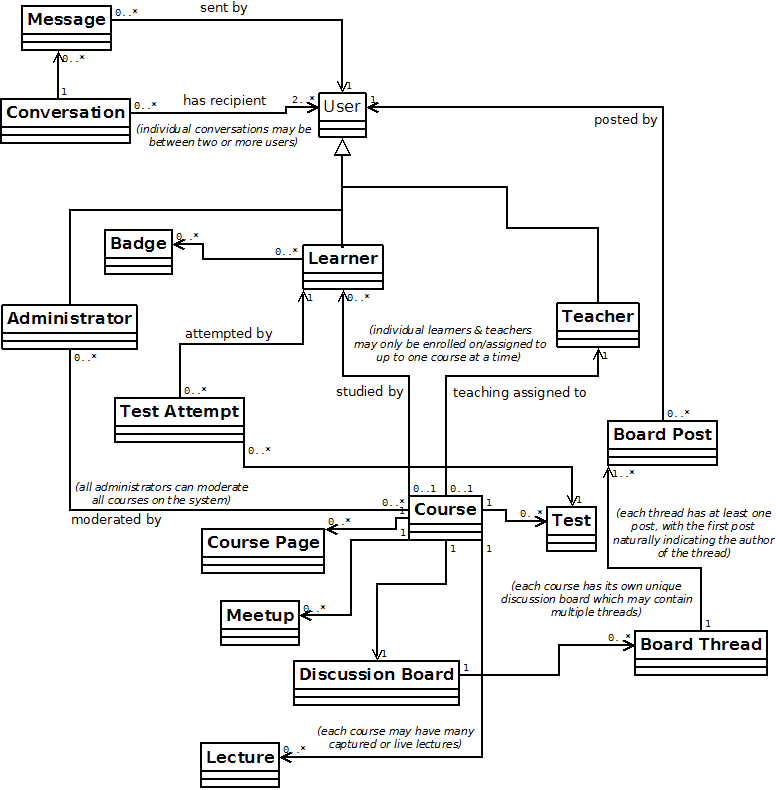 Message
0..*
sent by
0..*
1
1
Conversation
0..*
has recipient
2..*
User
1
(individual conversations may be
between two or more users)
posted by
Badge
0..*
0..*
Learner
1
0..*
Administrator
0..*
Teacher
1
(individual learners & teachers
may only be enrolled on/assigned to
up to one course at a time)
attempted by
studied by
teaching assigned to
0..*
Test Attempt
0..*
0..*
Board Post
1..*
(all administrators can moderate
all courses on the system)
moderated by
0..1
0..1
0..*
1
Course
1
1
1
1
0..*
1
Test
0..*
Course Page
(each thread has at least one
post, with the first post
naturally indicating the author
of the thread)
(each course has its own unique
discussion board which may contain
multiple threads)
Meetup
0..*
1
0..*
1
Board Thread
Discussion Board
1
(each course may have many
captured or live lectures)
Lecture
0..*